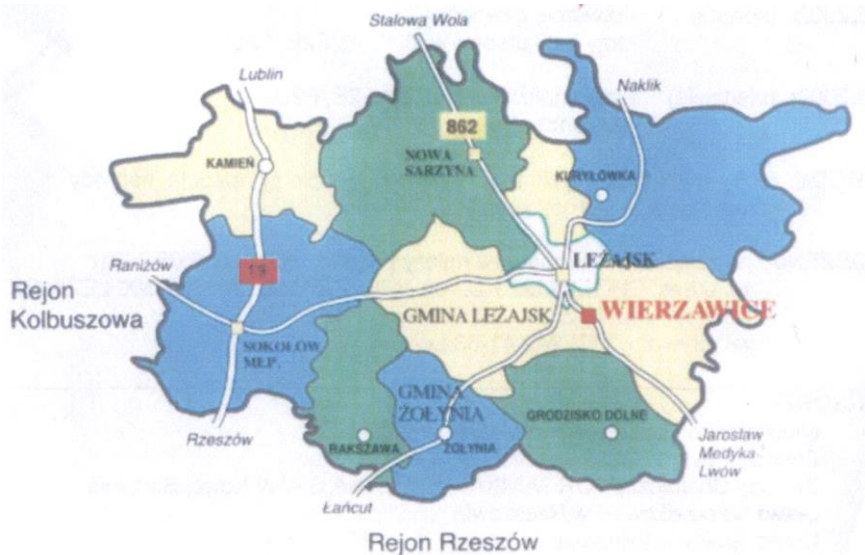 Stalowa Wola
Lublin
Naklik
862
KAMIEŃ
NOWA
SARZYNA
KURYŁÓWKA
Raniżów
19
LEŻAJSK
Rejon
Kolbuszowa
GMINA LEŻAJSK
WIERZAWICE
SOKOŁÓW
MŁP.
GMINA
ŻOŁYNIA
GRODZISKO DOLNE
Rzeszów
RAKSZAWA
ŻOŁYNIA
Jarosław
Medyka
Lwów
Łańcut
Rejon Rzeszów